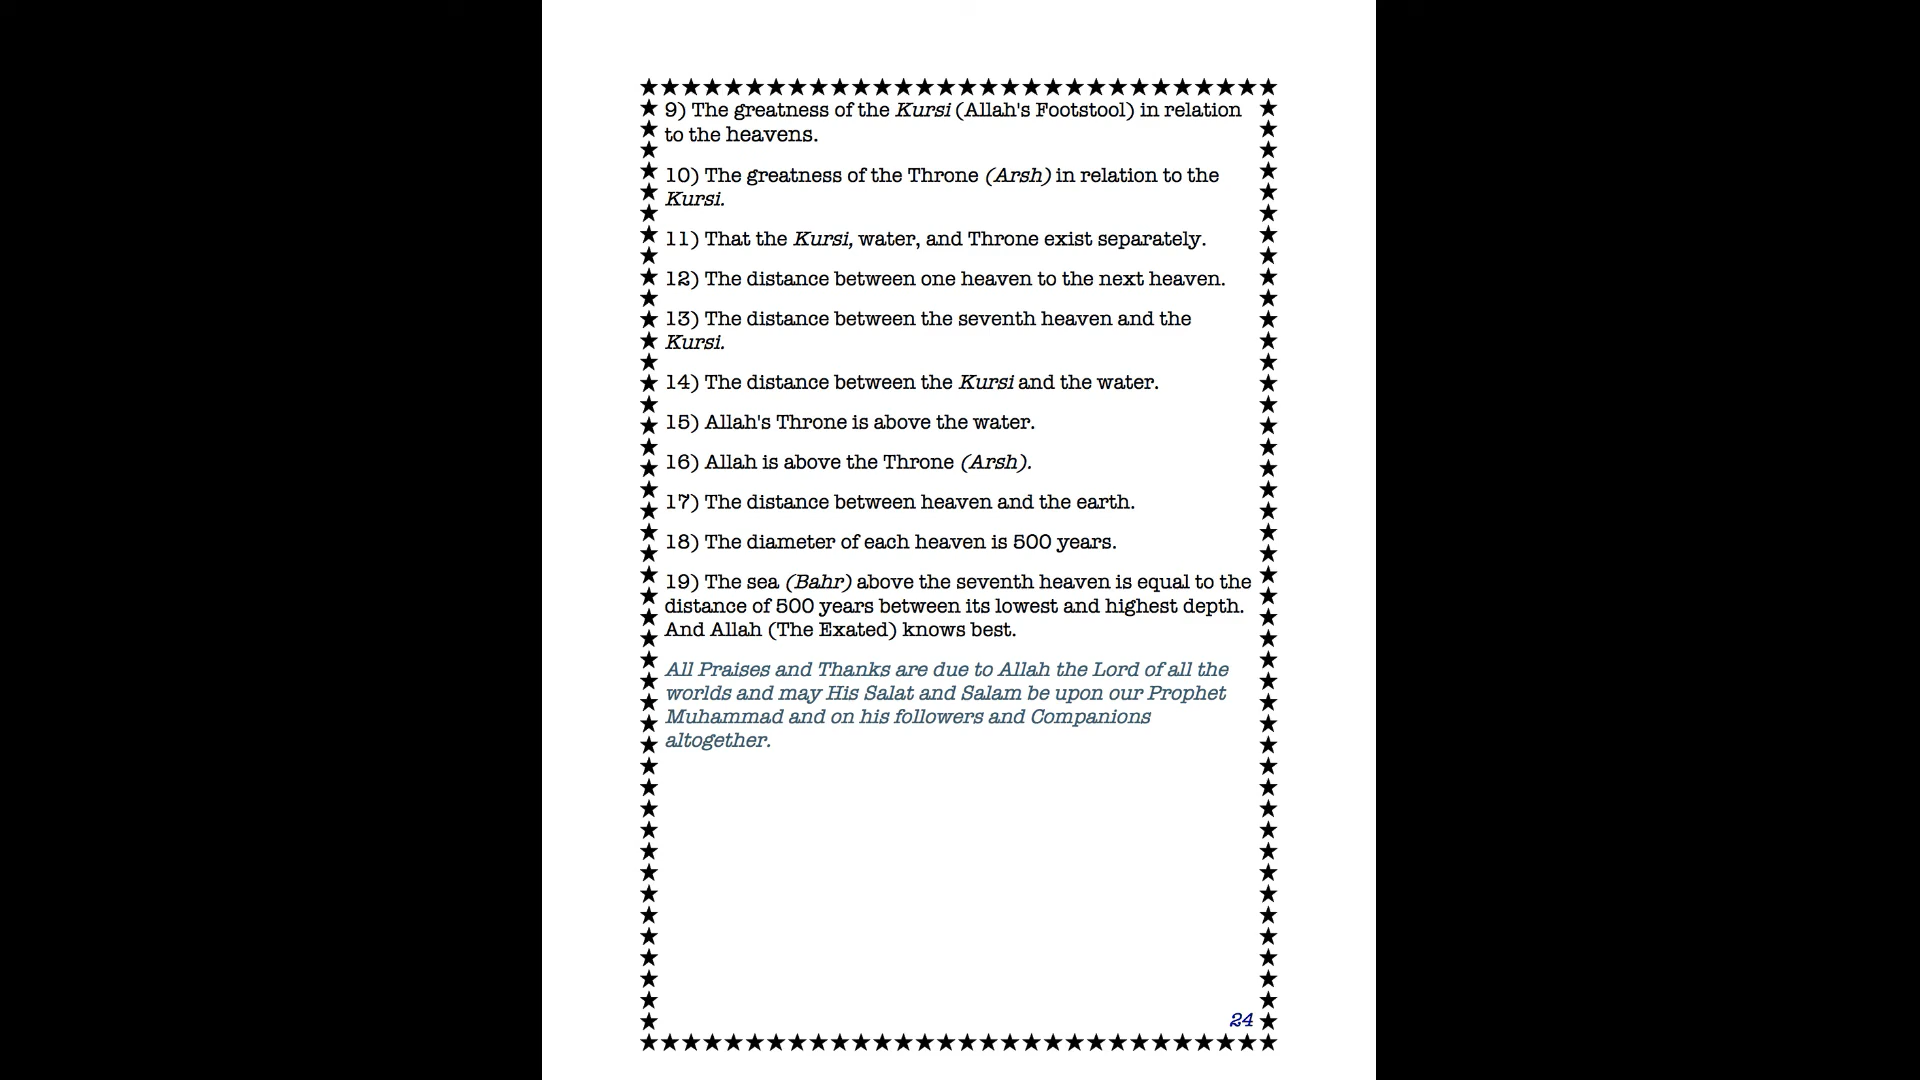 9) The greatness of the Kursi (Allah's Footstool) in relation
to the heavens.
10) The greatness of the Throne (Arsh) in relation to the
Kursi.
11) That the Kursi, water, and Throne exist separately.
12) The distance between one heaven to the next heaven.
13) The distance between the seventh heaven and the
Kursi.
14) The distance between the Kursi and the water.
15) Allah's Throne is above the water.
16) Allah is above the Throne (Arsh).
17) The distance between heaven and the earth.
18) The diameter of each heaven is 500 years.
19) The sea (Bahr) above the seventh heaven is equal to the
distance of 500 years between its lowest and highest depth.
And Allah (The Exated) knows best.
All Praises and Thanks are due to Allah the Lord of all the
worlds and may His Salat and Salam be upon our Prophet
Muhammad and on his followers and Companions
altogether.
24